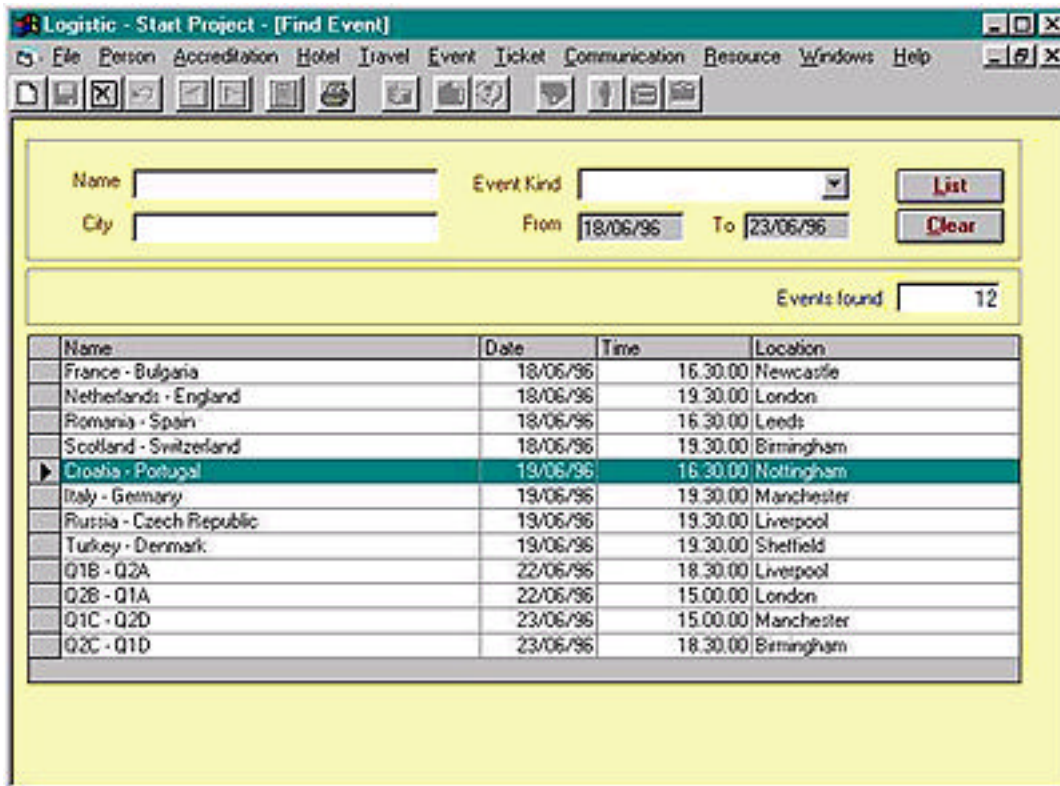 Logistic - Start Project - [Find Event]
File Person Accreditation Hotel Travel Event Ticket Communication Resource Windows Help
Name Event Kind List
City From 18/06/96 To 23/06/96 Clear
Events found 12
Name Date Time Location
France - Bulgaria 18/06/96 16.30.00 Newcastle
Netherlands - England 18/06/96 19.30.00 London
Romania - Spain 18/06/96 16.30.00 Leeds
Scotland - Switzerland 18/06/96 19.30.00 Birmingham
Croatia - Portugal 19/06/96 16.30.00 Nottingham
Italy - Germany 19/06/96 19.30.00 Manchester
Russia - Czech Republic 19/06/96 19.30.00 Liverpool
Turkey - Denmark 19/06/96 19.30.00 Sheffield
Q1B - Q2A 22/06/96 18.30.00 Liverpool
Q2B - Q1A 22/06/96 15.00.00 London
Q1C - Q2D 23/06/96 15.00.00 Manchester
Q2C - Q1D 23/06/96 18.30.00 Birmingham